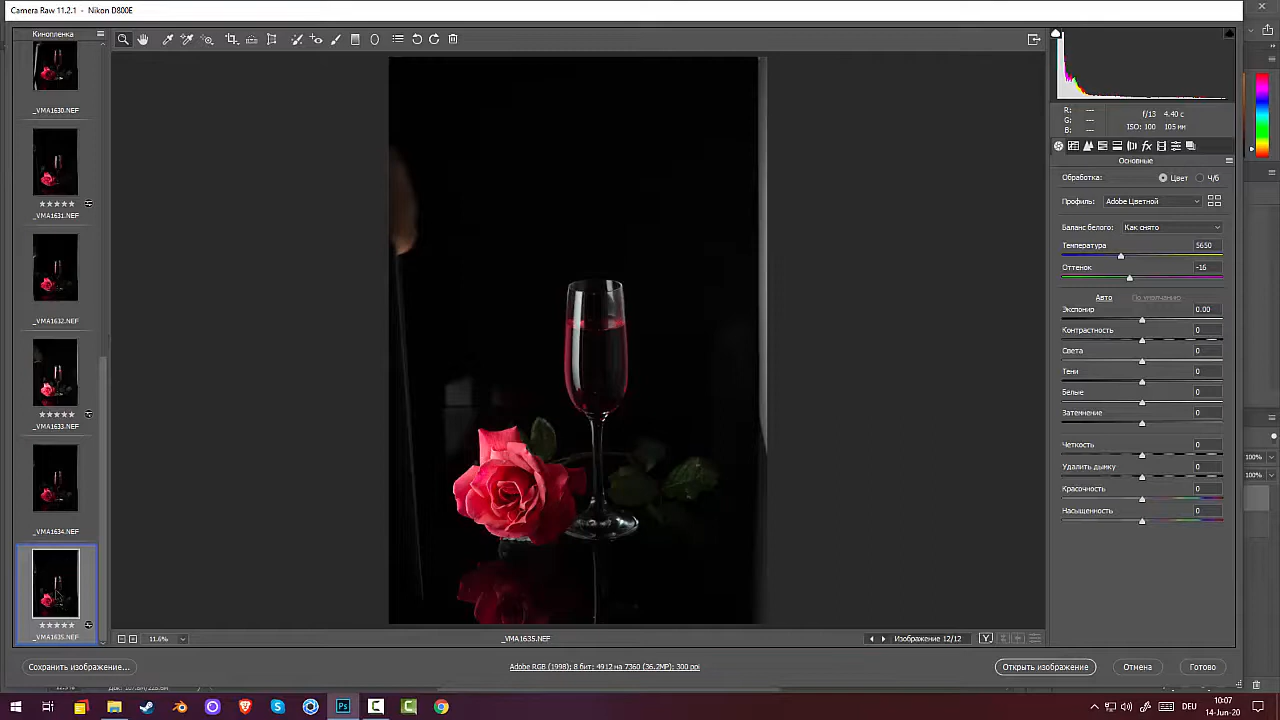 Camera Raw 11.2.1 - Nikon D800E
Кинопленка
_VMA1630.NEF
_VMA1631.NEF
_VMA1632.NEF
_VMA1633.NEF
_VMA1634.NEF
_VMA1635.NEF
11.6%
_VMA1635.NEF
Изображение 12/12
Сохранить изображение...
Adobe RGB (1998); 8 бит; 4912 на 7360 (36.2MP); 300 ppi
Открыть изображение
Отмена
Готово
R: ---
G: ---
B: ---
f/13 4.40 с
ISO: 100 105 мм
Основные
Обработка: Цвет Ч/б
Профиль: Adobe Цветной
Баланс белого: Как снято
Температура 5650
Оттенок -16
Авто По умолчанию
Экспонир 0.00
Контрастность 0
Света 0
Тени 0
Белые 0
Затемнение 0
Четкость 0
Удалить дымку 0
Красочность 0
Насыщенность 0
100%
100%
DEU
10:07
14-Jun-20